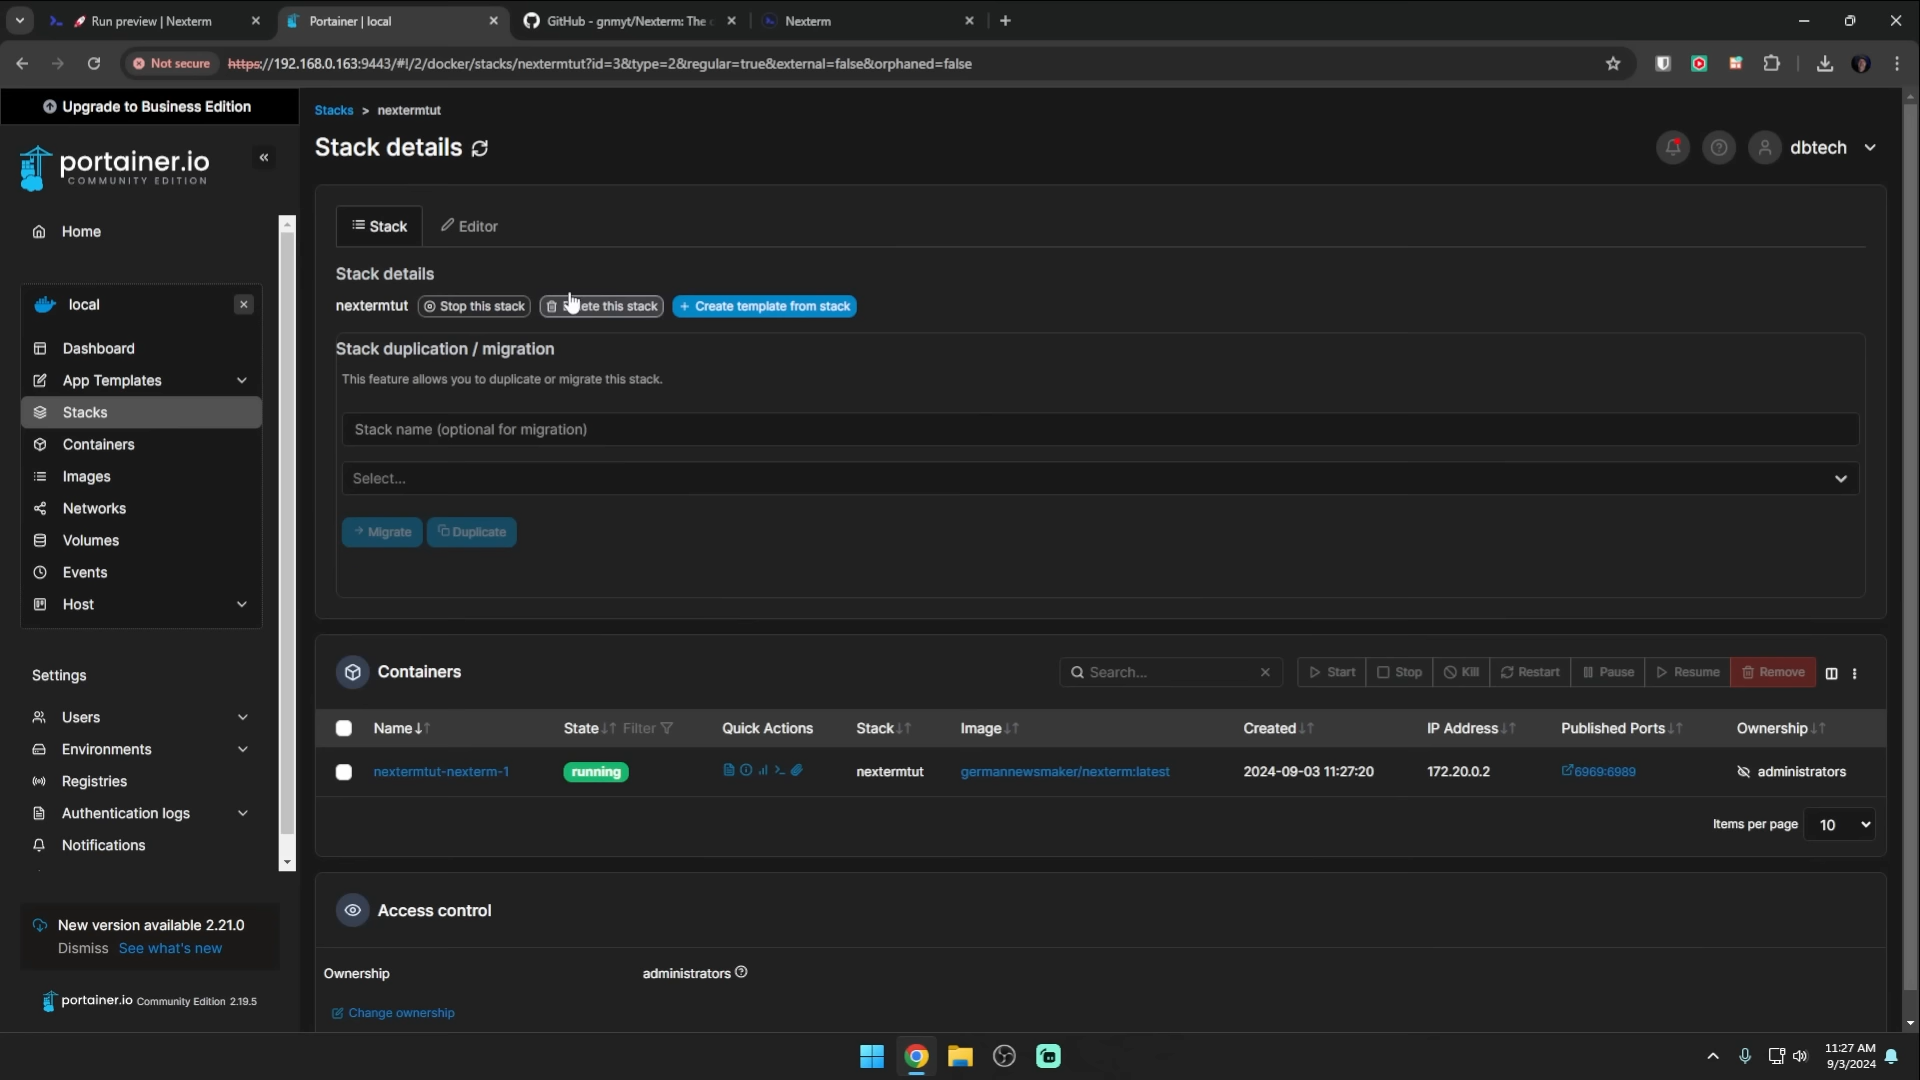 Run preview | Nexterm
Portainer | local
GitHub - gnmyt/Nexterm: The
Nexterm
Not secure
https://192.168.0.163:9443/#!/2/docker/stacks/nextermtut?id=3&type=2&regular=true&external=false&orphaned=false
Upgrade to Business Edition
portainer.io
COMMUNITY EDITION
Home
local
Dashboard
App Templates
Stacks
Containers
Images
Networks
Volumes
Events
Host
Settings
Users
Environments
Registries
Authentication logs
Notifications
New version available 2.21.0
Dismiss See what's new
portainer.io Community Edition 2.19.5
Stacks > nextermtut
Stack details
dbtech
Stack Editor
Stack details
nextermtut Stop this stack ete this stack + Create template from stack
Stack duplication / migration
This feature allows you to duplicate or migrate this stack.
Stack name (optional for migration)
Select...
Migrate Duplicate
Containers
Search... Start Stop Kill Restart Pause Resume Remove
Name State Filter Quick Actions Stack Image Created IP Address Published Ports Ownership
nextermtut-nexterm-1 running nextermtut germannewsmaker/nexterm:latest 2024-09-03 11:27:20 172.20.0.2 6969:6989 administrators
Items per page 10
Access control
Ownership administrators
Change ownership
11:27 AM
9/3/2024